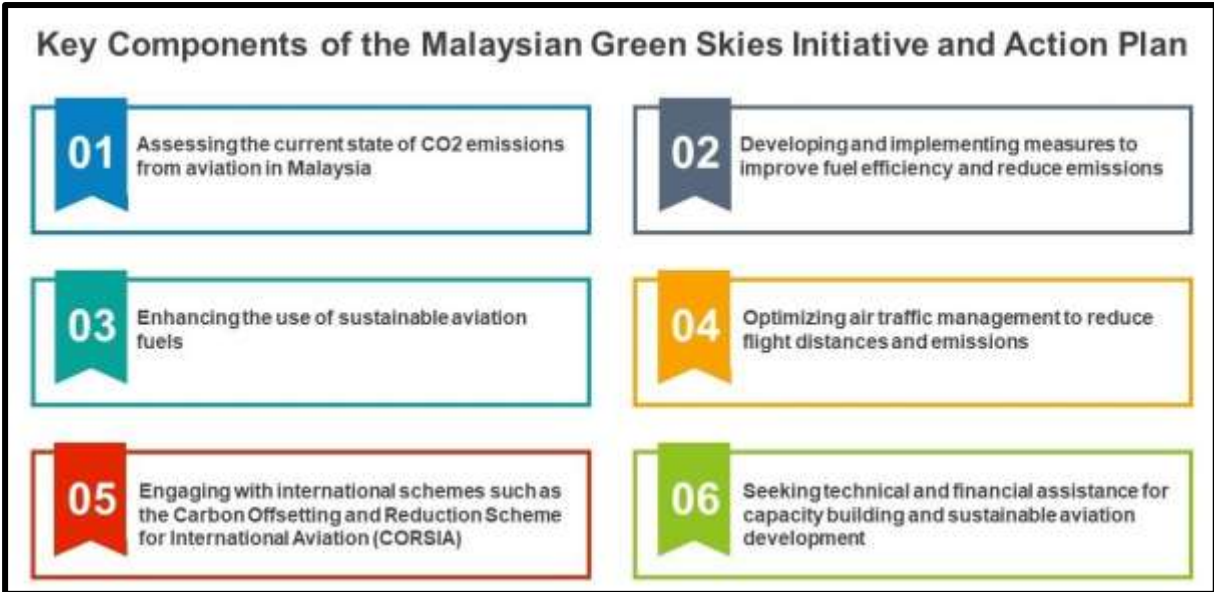 Key Components of the Malaysian Green Skies Initiative and Action Plan
01
Assessing the current state of CO2 emissions
from aviation in Malaysia
02
Developing and implementing measures to
improve fuel efficiency and reduce emissions
03
Enhancing the use of sustainable aviation
fuels
04
Optimizing air traffic management to reduce
flight distances and emissions
05
Engaging with international schemes such as
the Carbon Offsetting and Reduction Scheme
for International Aviation (CORSIA)
06
Seeking technical and financial assistance for
capacity building and sustainable aviation
development